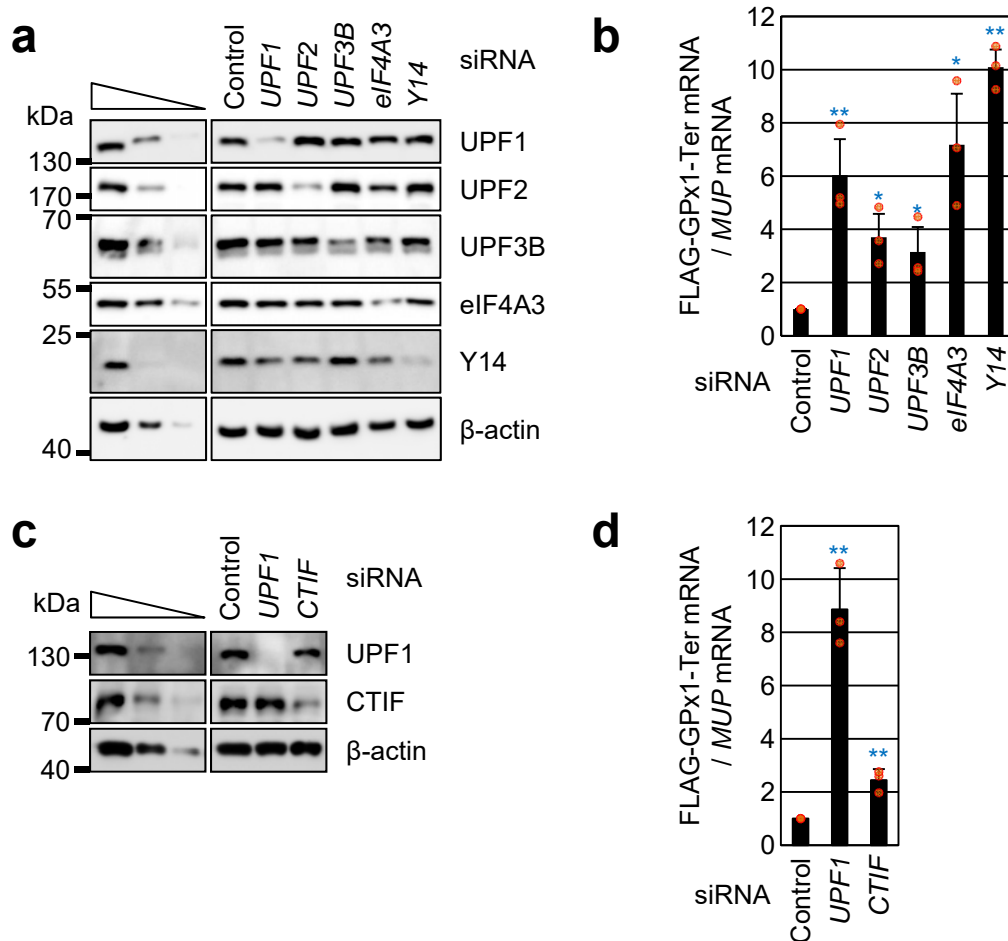 a
kDa
Control
UPF1
UPF2
UPF3B
eIF4A3
Y14
siRNA
130
UPF1
170
UPF2
70
UPF3B
55
eIF4A3
25
Y14
40
β-actin
b
FLAG-GPx1-Ter mRNA
/ MUP mRNA
12
10
8
6
4
2
0
**
*
*
*
**
siRNA
Control
UPF1
UPF2
UPF3B
eIF4A3
Y14
c
kDa
Control
UPF1
CTIF
siRNA
130
UPF1
70
CTIF
40
β-actin
d
FLAG-GPx1-Ter mRNA
/ MUP mRNA
12
10
8
6
4
2
0
**
**
siRNA
Control
UPF1
CTIF